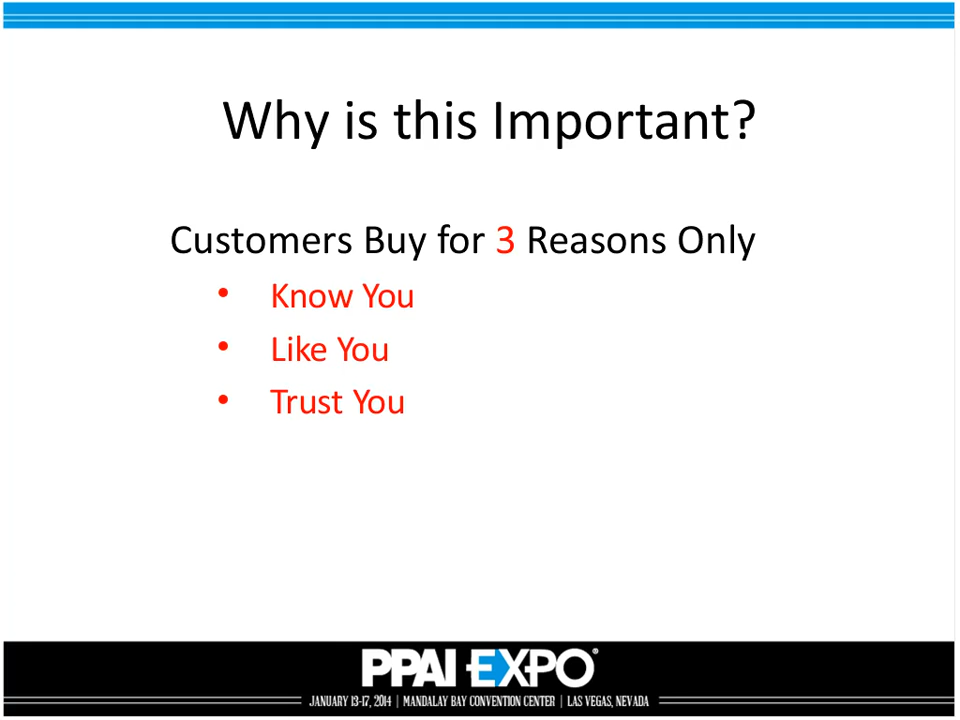 Why is this Important?
Customers Buy for 3 Reasons Only
• Know You
• Like You
• Trust You
PPAI EXPO®
JANUARY 13-17, 2014 | MANDALAY BAY CONVENTION CENTER | LAS VEGAS, NEVADA